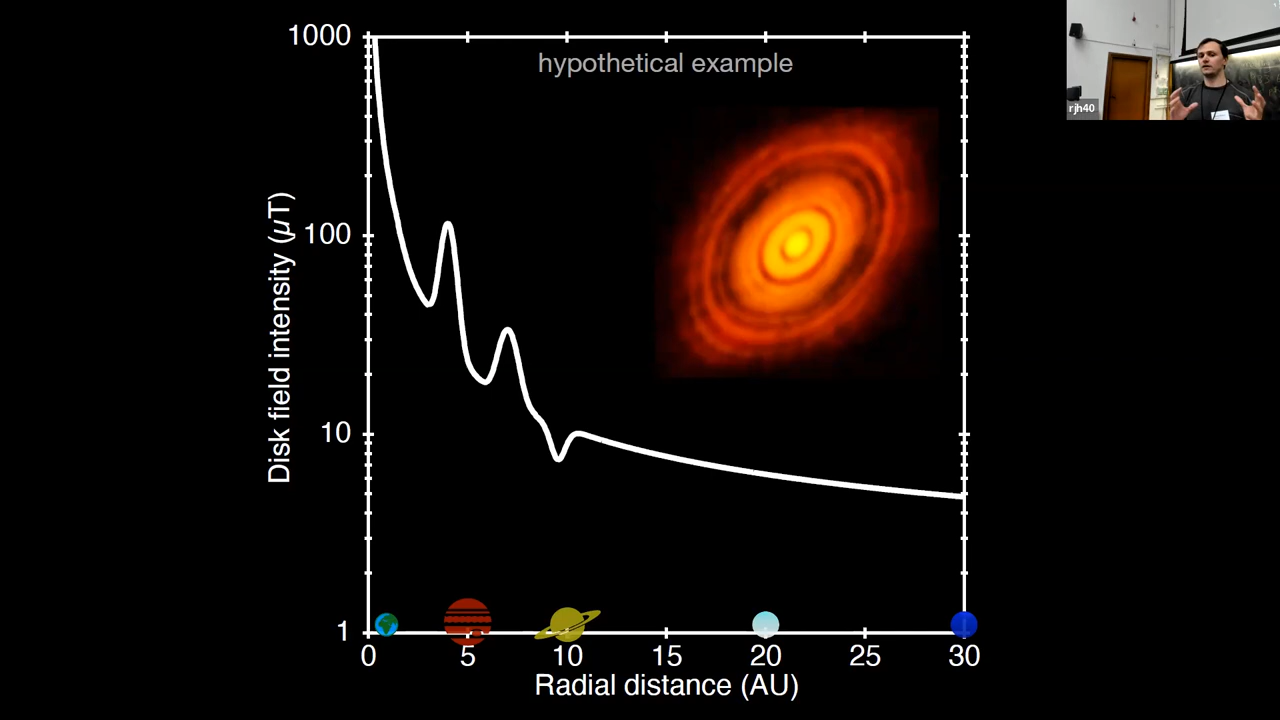 hypothetical example
rjh40
Disk field intensity (μT)
1000
100
10
1
0 5 10 15 20 25 30
Radial distance (AU)